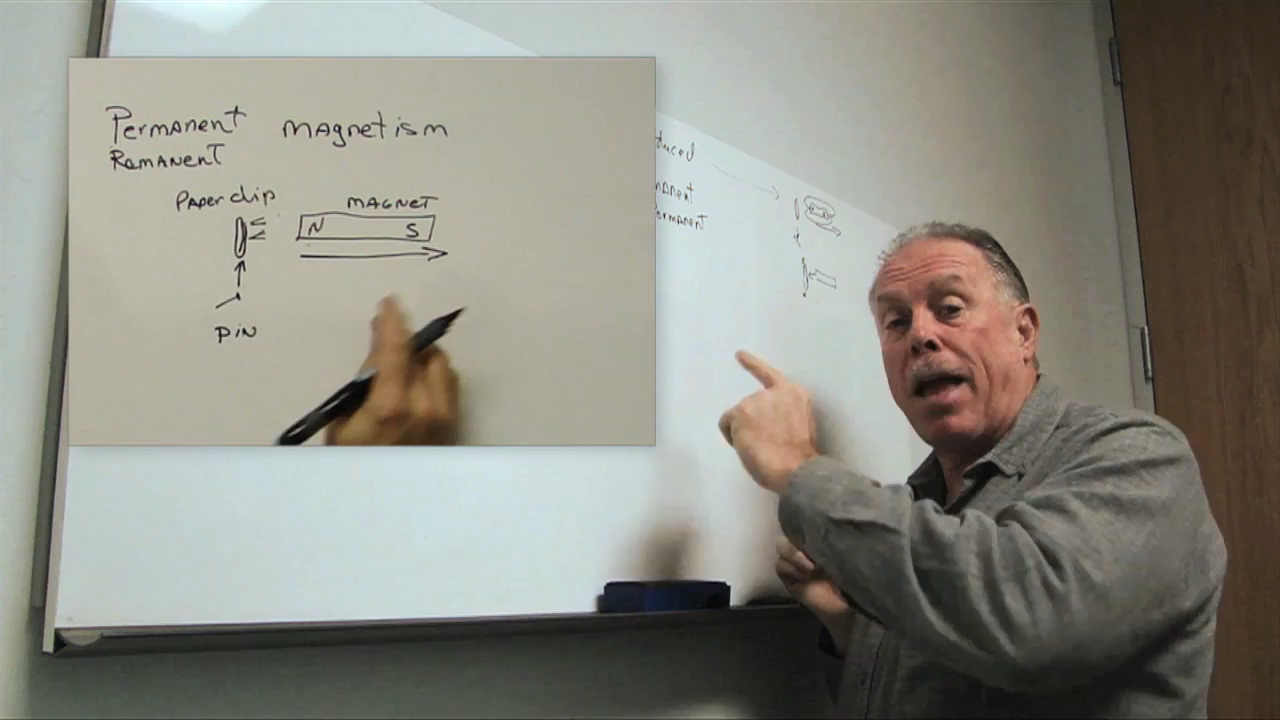 Permanent magnetism
Remanent
Paper clip
MAGNET
N S
PIN